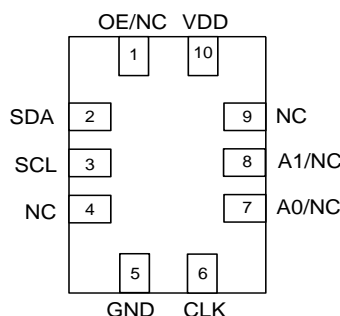 OE/NC VDD
1 10
SDA 2 9 NC
SCL 3 8 A1/NC
NC 4 7 A0/NC
5 6
GND CLK